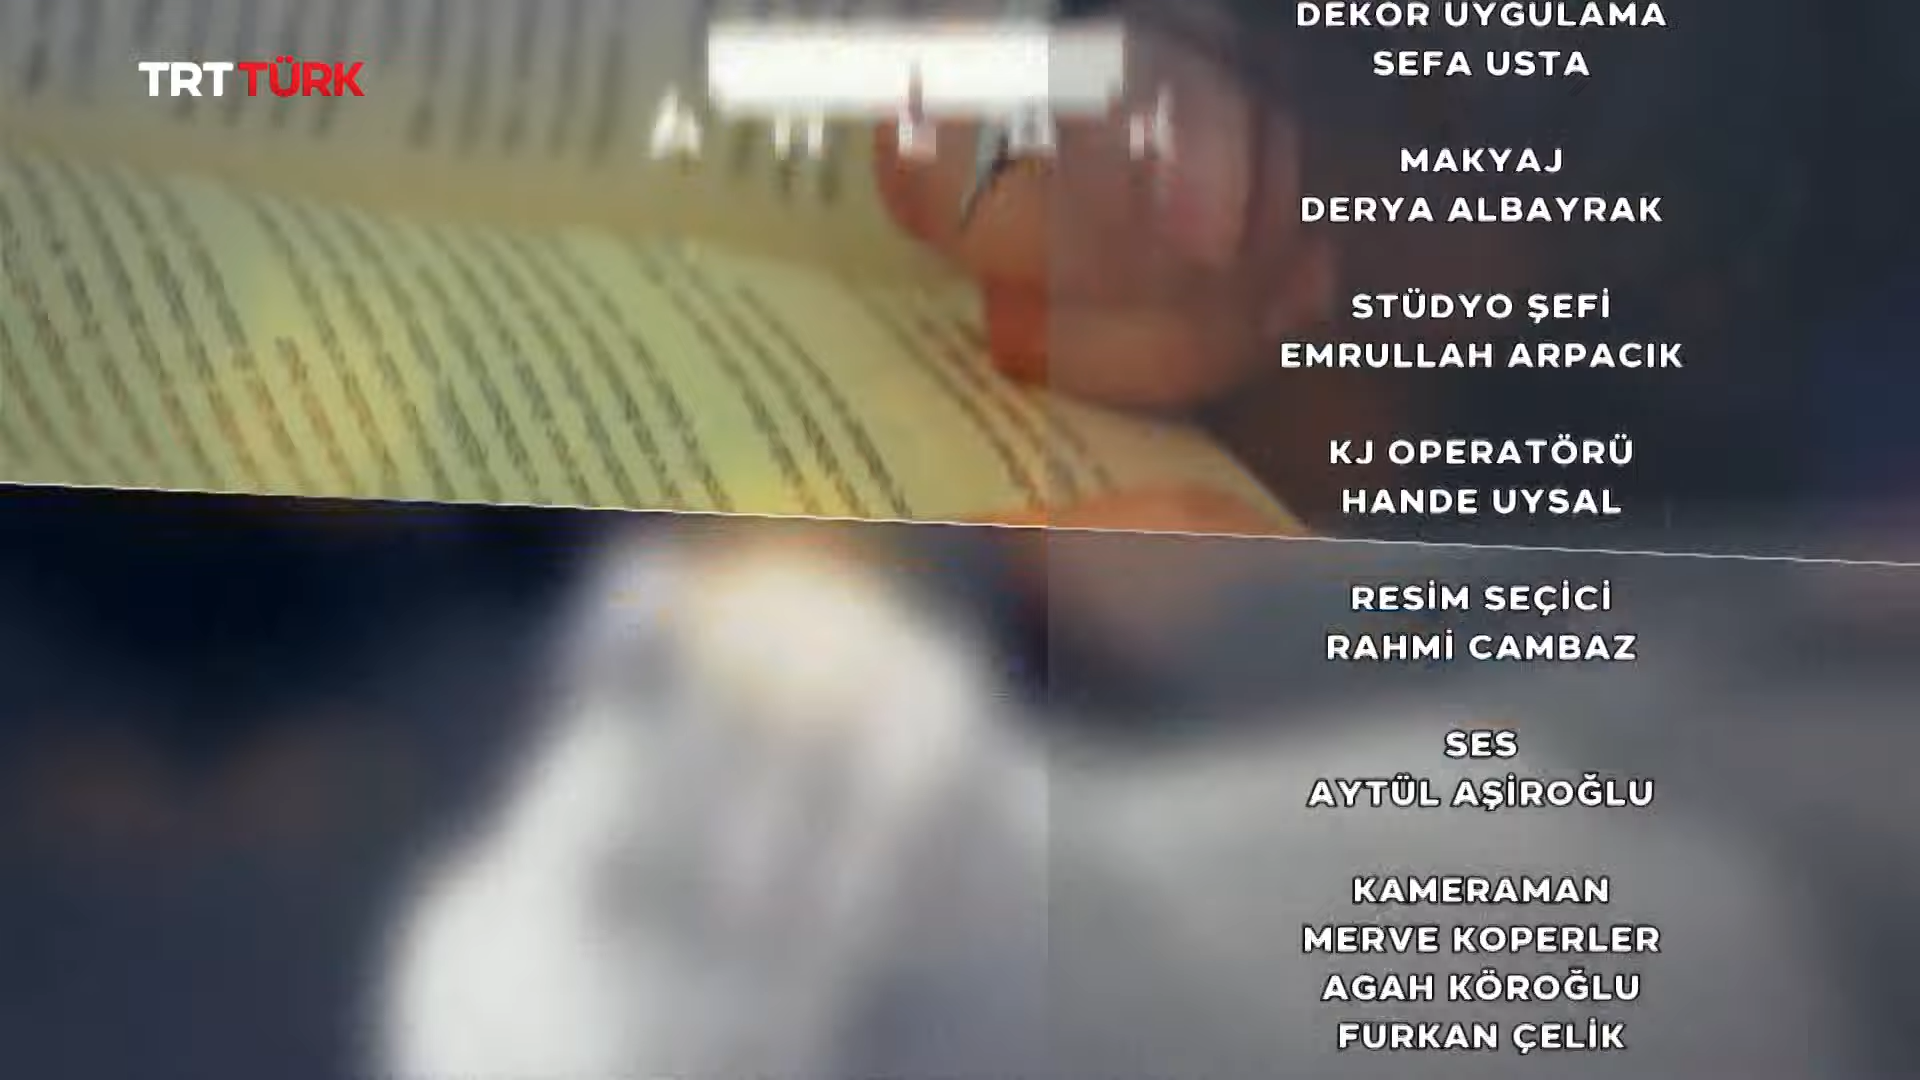 TRT TÜRK
DEKOR UYGULAMA
SEFA USTA
MAKYAJ
DERYA ALBAYRAK
STÜDYO ŞEFİ
EMRULLAH ARPACIK
KJ OPERATÖRÜ
HANDE UYSAL
RESİM SEÇİCİ
RAHMİ CAMBAZ
SES
AYTÜL AŞİROĞLU
KAMERAMAN
MERVE KOPERLER
AGAH KÖROĞLU
FURKAN ÇELİK